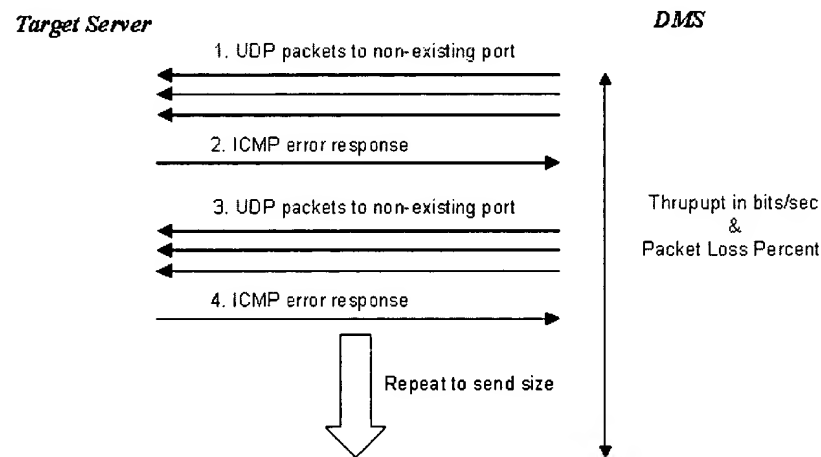 Target Server
DMS
1. UDP packets to non-existing port
2. ICMP error response
3. UDP packets to non-existing port
Thrupupt in bits/sec
&
Packet Loss Percent
4. ICMP error response
Repeat to send size